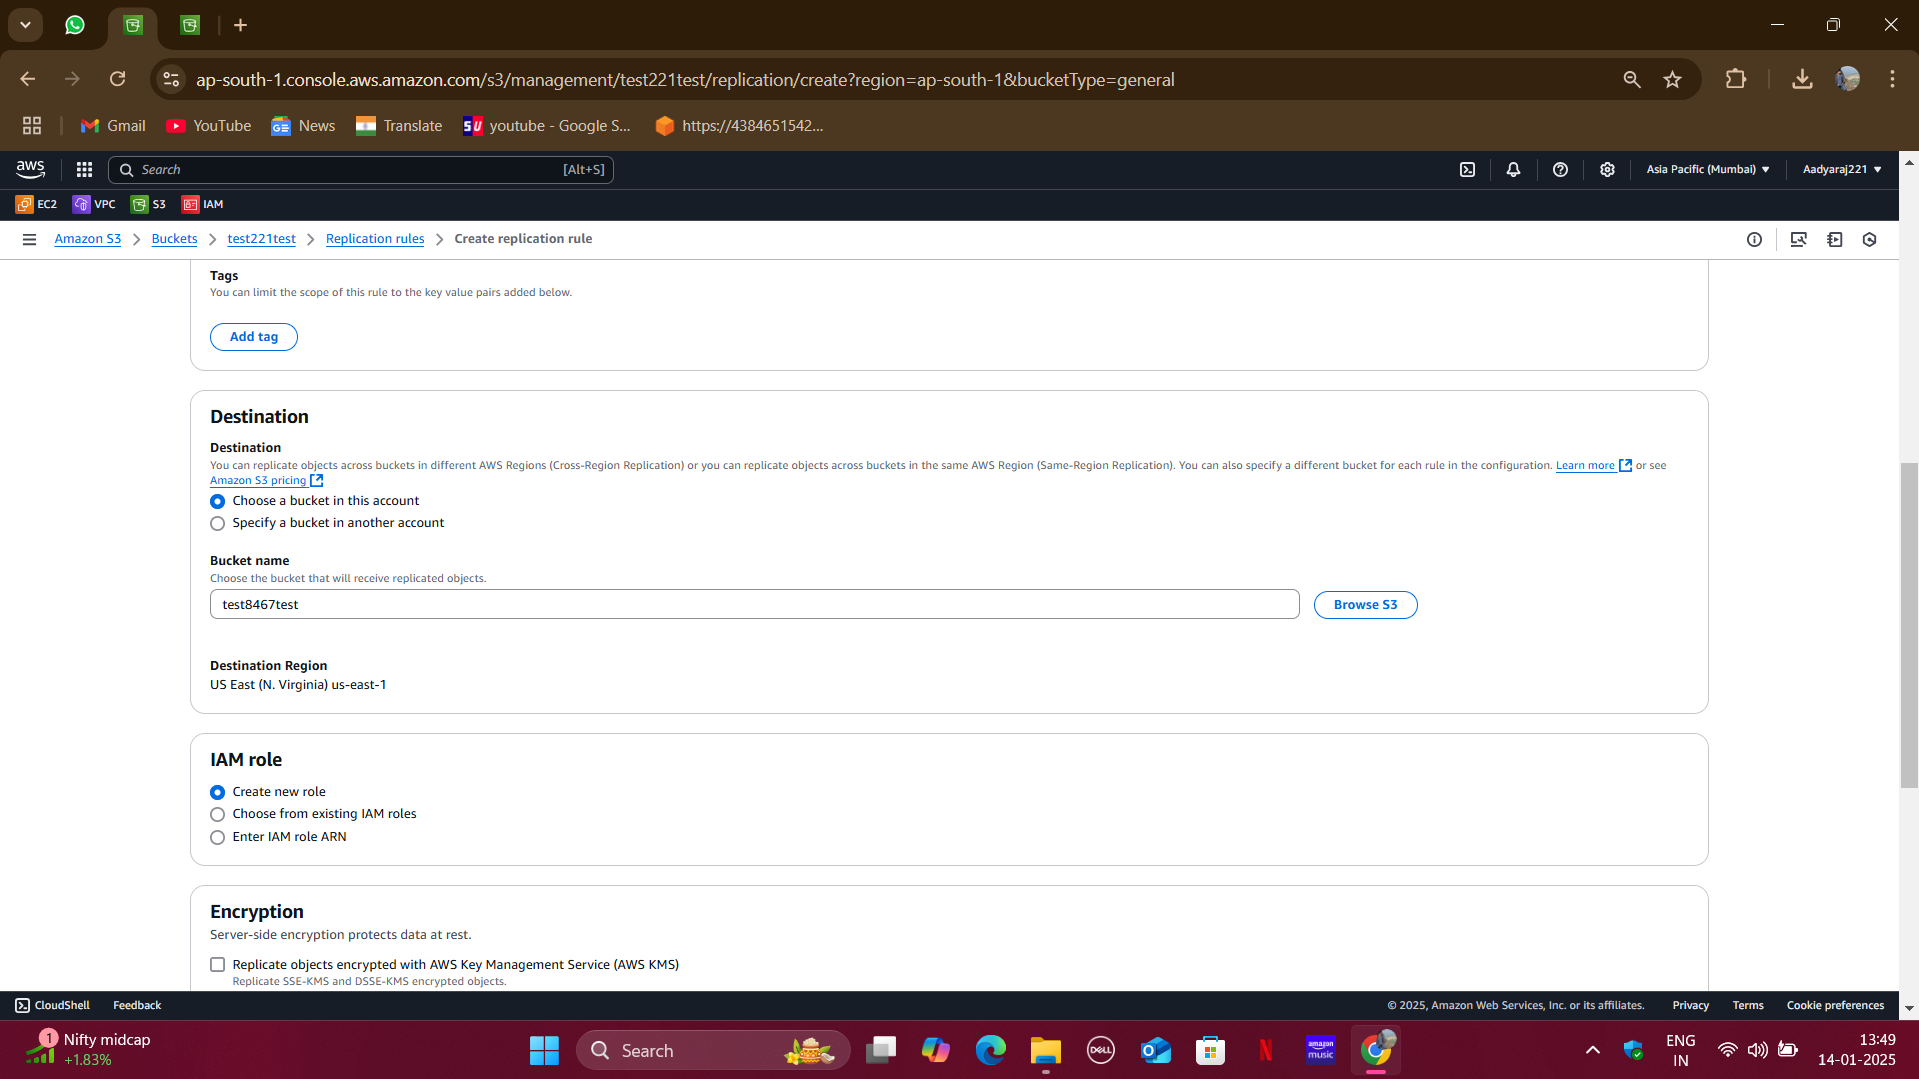 ap-south-1.console.aws.amazon.com/s3/management/test221test/replication/create?region=ap-south-1&bucketType=general
Gmail YouTube News Translate youtube - Google S... https://4384651542...
aws Search [Alt+S] Asia Pacific (Mumbai) Aadyaraj221
EC2 VPC S3 IAM
Amazon S3 Buckets test221test Replication rules Create replication rule
Tags
You can limit the scope of this rule to the key value pairs added below.
Add tag
Destination
Destination
You can replicate objects across buckets in different AWS Regions (Cross-Region Replication) or you can replicate objects across buckets in the same AWS Region (Same-Region Replication). You can also specify a different bucket for each rule in the configuration. Learn more or see
Amazon S3 pricing
Choose a bucket in this account
Specify a bucket in another account
Bucket name
Choose the bucket that will receive replicated objects.
test8467test Browse S3
Destination Region
US East (N. Virginia) us-east-1
IAM role
Create new role
Choose from existing IAM roles
Enter IAM role ARN
Encryption
Server-side encryption protects data at rest.
Replicate objects encrypted with AWS Key Management Service (AWS KMS)
Replicate SSE-KMS and DSSE-KMS encrypted objects.
CloudShell Feedback © 2025, Amazon Web Services, Inc. or its affiliates. Privacy Terms Cookie preferences
1 Nifty midcap
+1.83%
Search
DELL
amazon music
N
ENG
IN
13:49
14-01-2025